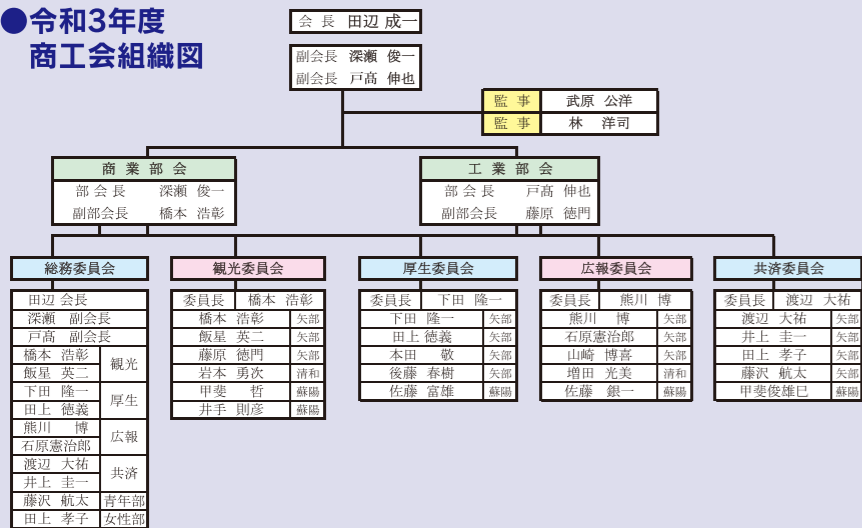 ●令和3年度
商工会組織図
会 長 田辺 成一
副会長 深瀬 俊一
副会長 戸髙 伸也
監 事 武原 公洋
監 事 林 洋司
商 業 部 会
部 会 長 深瀬 俊一
副部会長 橋本 浩彰
工 業 部 会
部 会 長 戸髙 伸也
副部会長 藤原 徳門
総務委員会
田辺 会長
深瀬 副会長
戸髙 副会長
橋本 浩彰 観光
飯星 英二
下田 隆一 厚生
田上 徳義
熊川 博 広報
石原憲治郎
渡辺 大祐 共済
井上 圭一
藤沢 航太 青年部
田上 孝子 女性部
観光委員会
委員長 橋本 浩彰
橋本 浩彰 矢部
飯星 英二 矢部
藤原 徳門 矢部
岩本 勇次 清和
甲斐 哲 蘇陽
井手 則彦 蘇陽
厚生委員会
委員長 下田 隆一
下田 隆一 矢部
田上 徳義 矢部
本田 敬 矢部
後藤 春樹 矢部
佐藤 富雄 蘇陽
広報委員会
委員長 熊川 博
熊川 博 矢部
石原憲治郎 矢部
山崎 博喜 矢部
増田 光美 清和
佐藤 銀一 蘇陽
共済委員会
委員長 渡辺 大祐
渡辺 大祐 矢部
井上 圭一 矢部
田上 孝子 矢部
藤沢 航太 矢部
甲斐俊雄巳 蘇陽